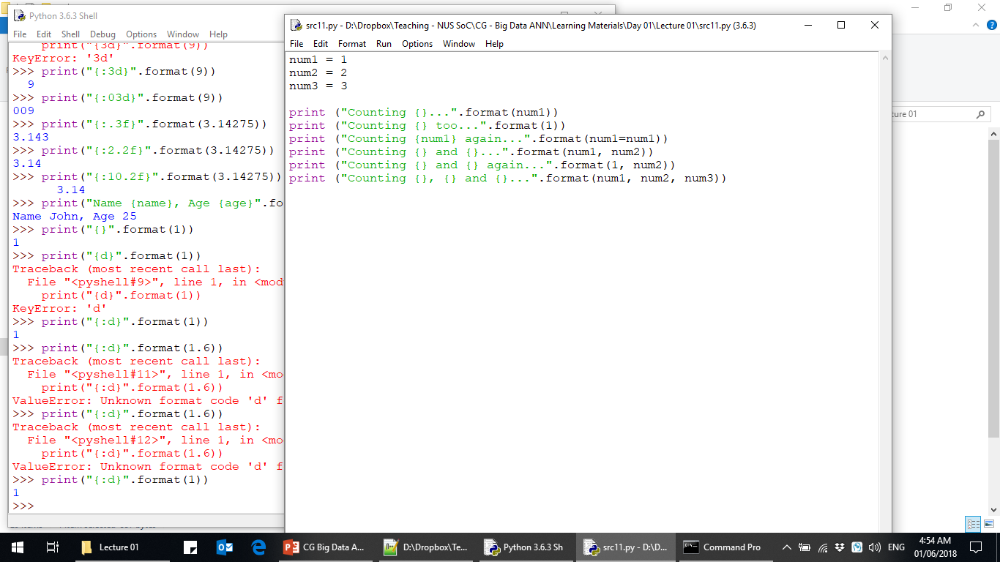 Python 3.6.3 Shell
File Edit Shell Debug Options Window Help
print("{3d}".format(9))
KeyError: '3d'
>>> print("{:3d}".format(9))
  9
>>> print("{:03d}".format(9))
009
>>> print("{:.3f}".format(3.14275))
3.143
>>> print("{:2.2f}".format(3.14275))
3.14
>>> print("{:10.2f}".format(3.14275))
      3.14
>>> print("Name {name}, Age {age}".fo
Name John, Age 25
>>> print("{}".format(1))
1
>>> print("{d}".format(1))
Traceback (most recent call last):
  File "<pyshell#9>", line 1, in <mod
    print("{d}".format(1))
KeyError: 'd'
>>> print("{:d}".format(1))
1
>>> print("{:d}".format(1.6))
Traceback (most recent call last):
  File "<pyshell#11>", line 1, in <mo
    print("{:d}".format(1.6))
ValueError: Unknown format code 'd' f
>>> print("{:d}".format(1.6))
Traceback (most recent call last):
  File "<pyshell#12>", line 1, in <mo
    print("{:d}".format(1.6))
ValueError: Unknown format code 'd' f
>>> print("{:d}".format(1))
1
>>>
src11.py - D:\Dropbox\Teaching - NUS SoC\CG - Big Data ANN\Learning Materials\Day 01\Lecture 01\src11.py (3.6.3)
File Edit Format Run Options Window Help
num1 = 1
num2 = 2
num3 = 3
print ("Counting {}...".format(num1))
print ("Counting {} too...".format(1))
print ("Counting {num1} again...".format(num1=num1))
print ("Counting {} and {}...".format(num1, num2))
print ("Counting {} and {} again...".format(1, num2))
print ("Counting {}, {} and {}...".format(num1, num2, num3))
ture 01
Lecture 01
CG Big Data A...
D:\Dropbox\Te...
Python 3.6.3 Sh
src11.py - D:\D...
Command Pro
ENG
4:54 AM
01/06/2018